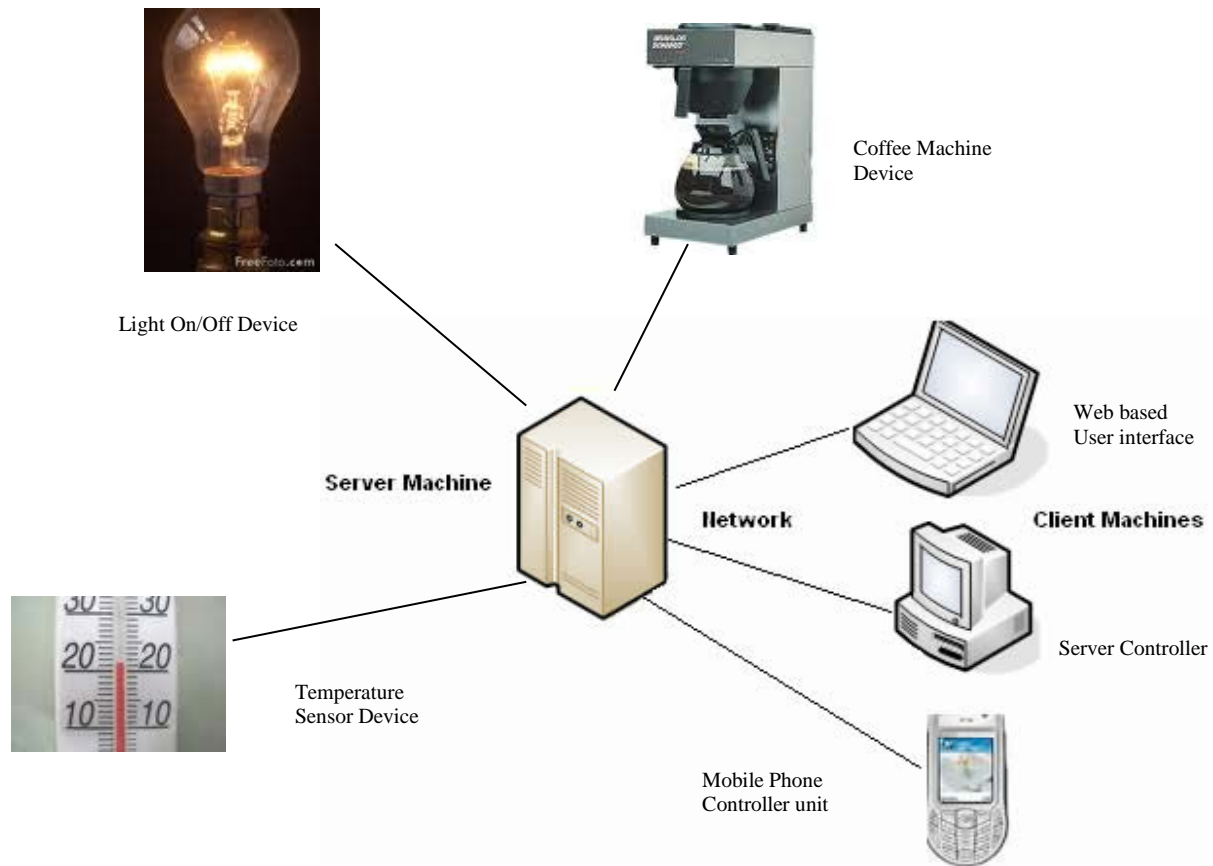 FreeFoto.com
Coffee Machine
Device
Light On/Off Device
Web based
User interface
Server Machine
Network
Client Machines
Server Controller
30 30
20 20
10 10
Temperature
Sensor Device
Mobile Phone
Controller unit